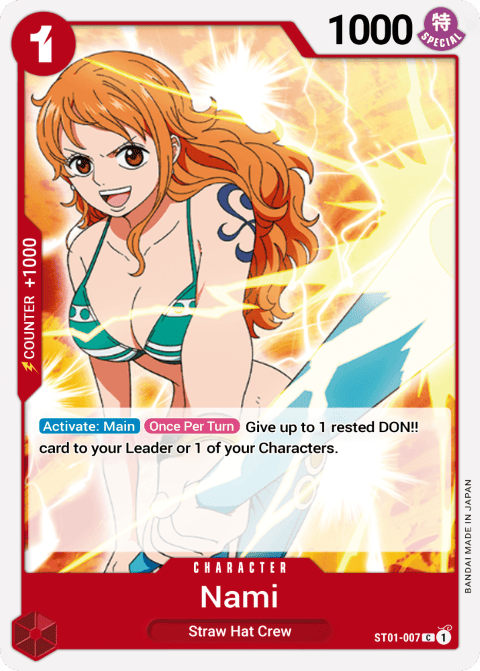 1
1000
特
SPECIAL
COUNTER +1000
Activate: Main Once Per Turn Give up to 1 rested DON!!
card to your Leader or 1 of your Characters.
BANDAI MADE IN JAPAN
CHARACTER
Nami
Straw Hat Crew
ST01-007 C 1